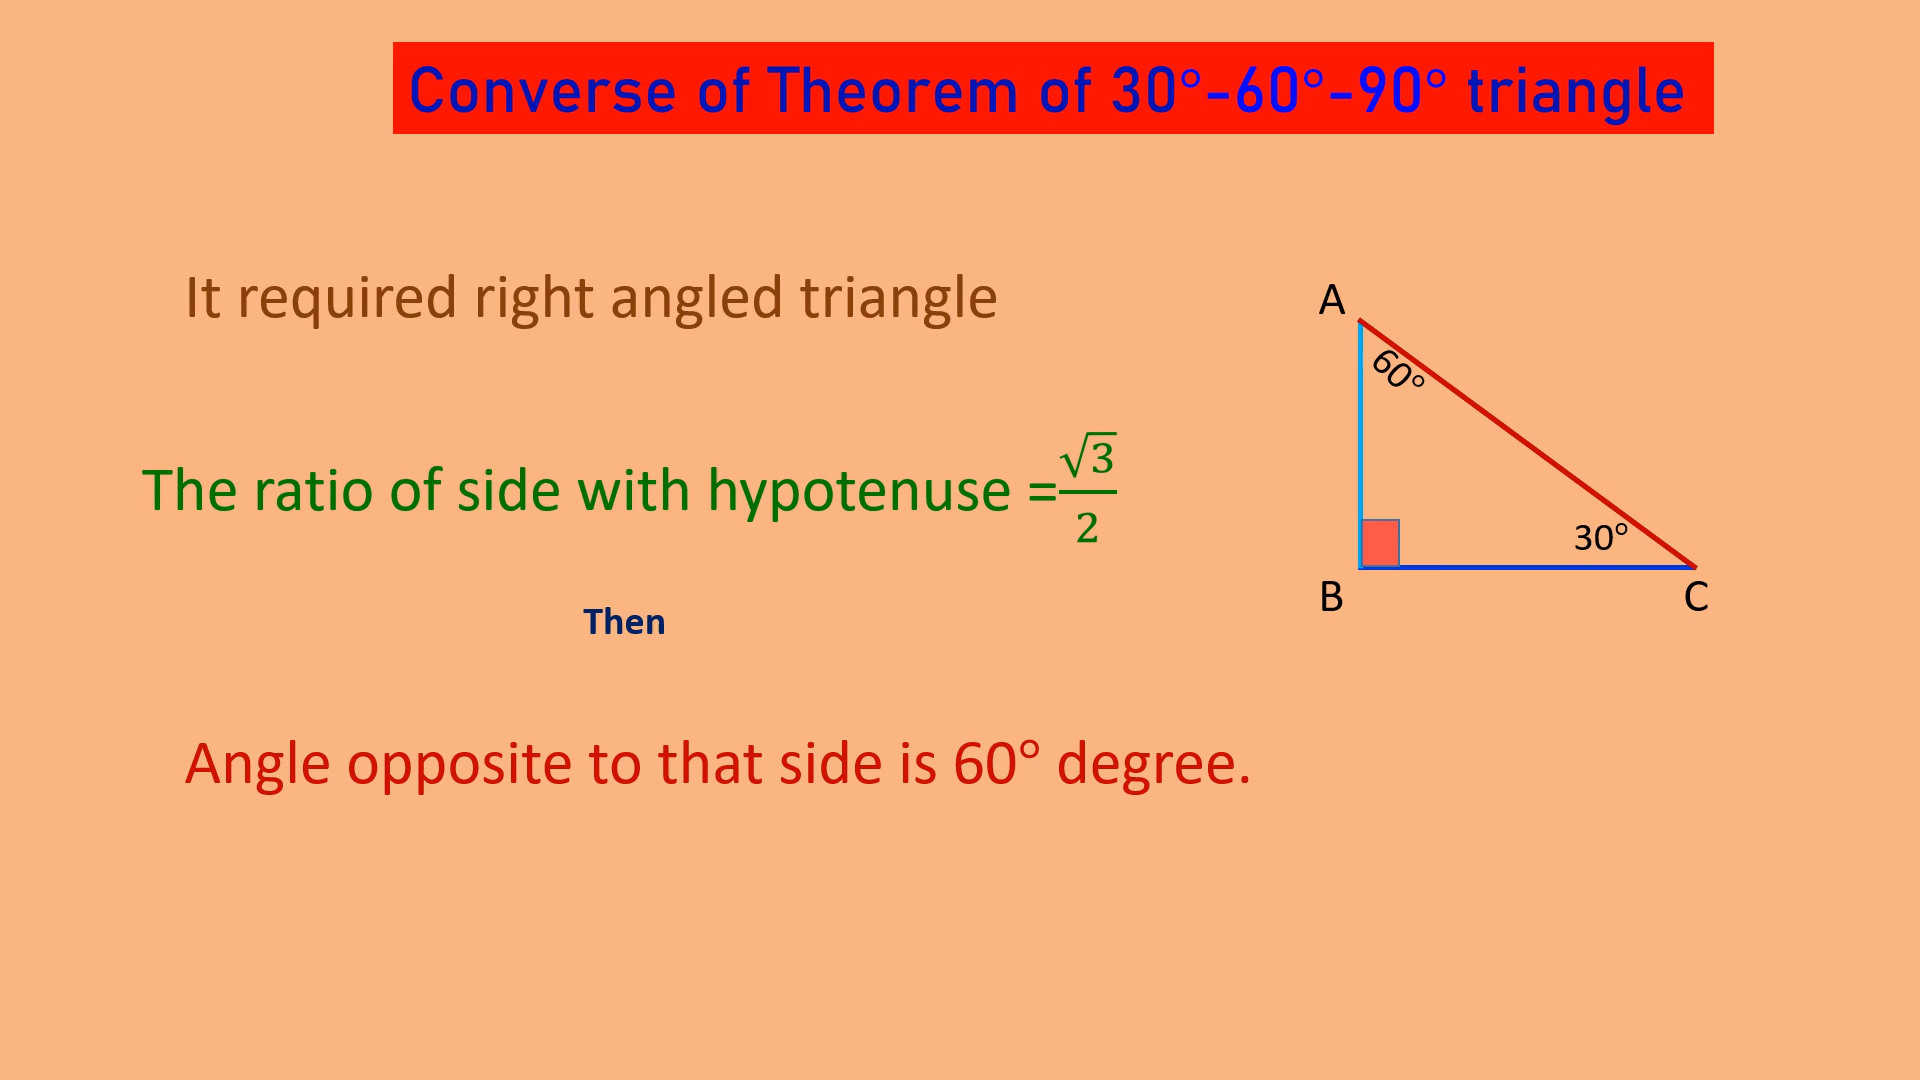 Converse of Theorem of 30°-60°-90° triangle
It required right angled triangle
The ratio of side with hypotenuse =√3/2
Then
Angle opposite to that side is 60° degree.
A
60°
30°
B
C